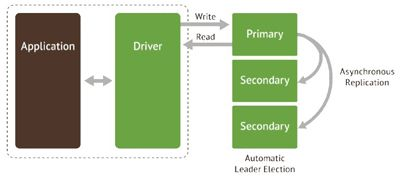 Application
Driver
Write
Read
Primary
Secondary
Secondary
Asynchronous
Replication
Automatic
Leader Election